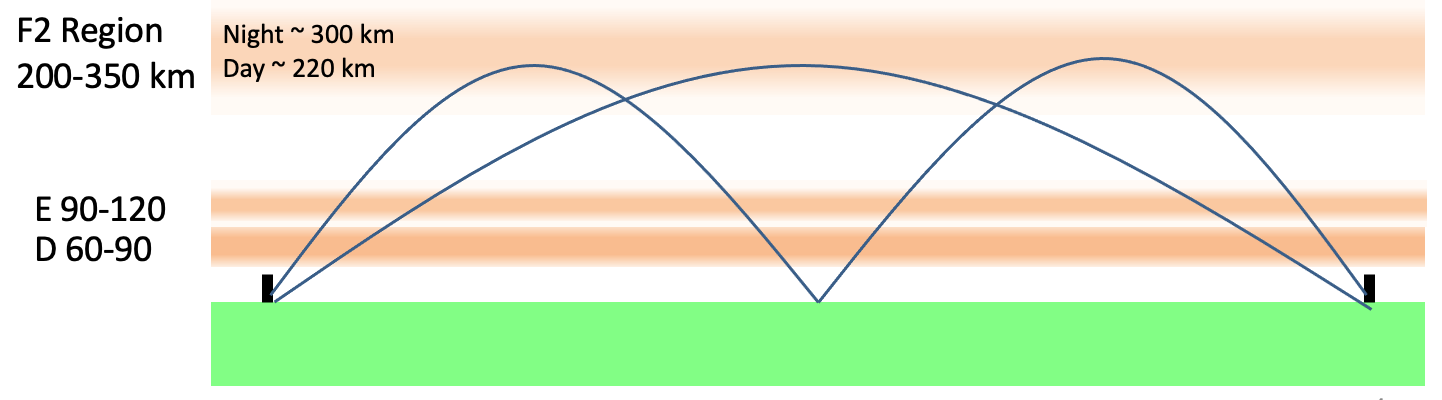 F2 Region
200-350 km
Night ~ 300 km
Day ~ 220 km
E 90-120
D 60-90